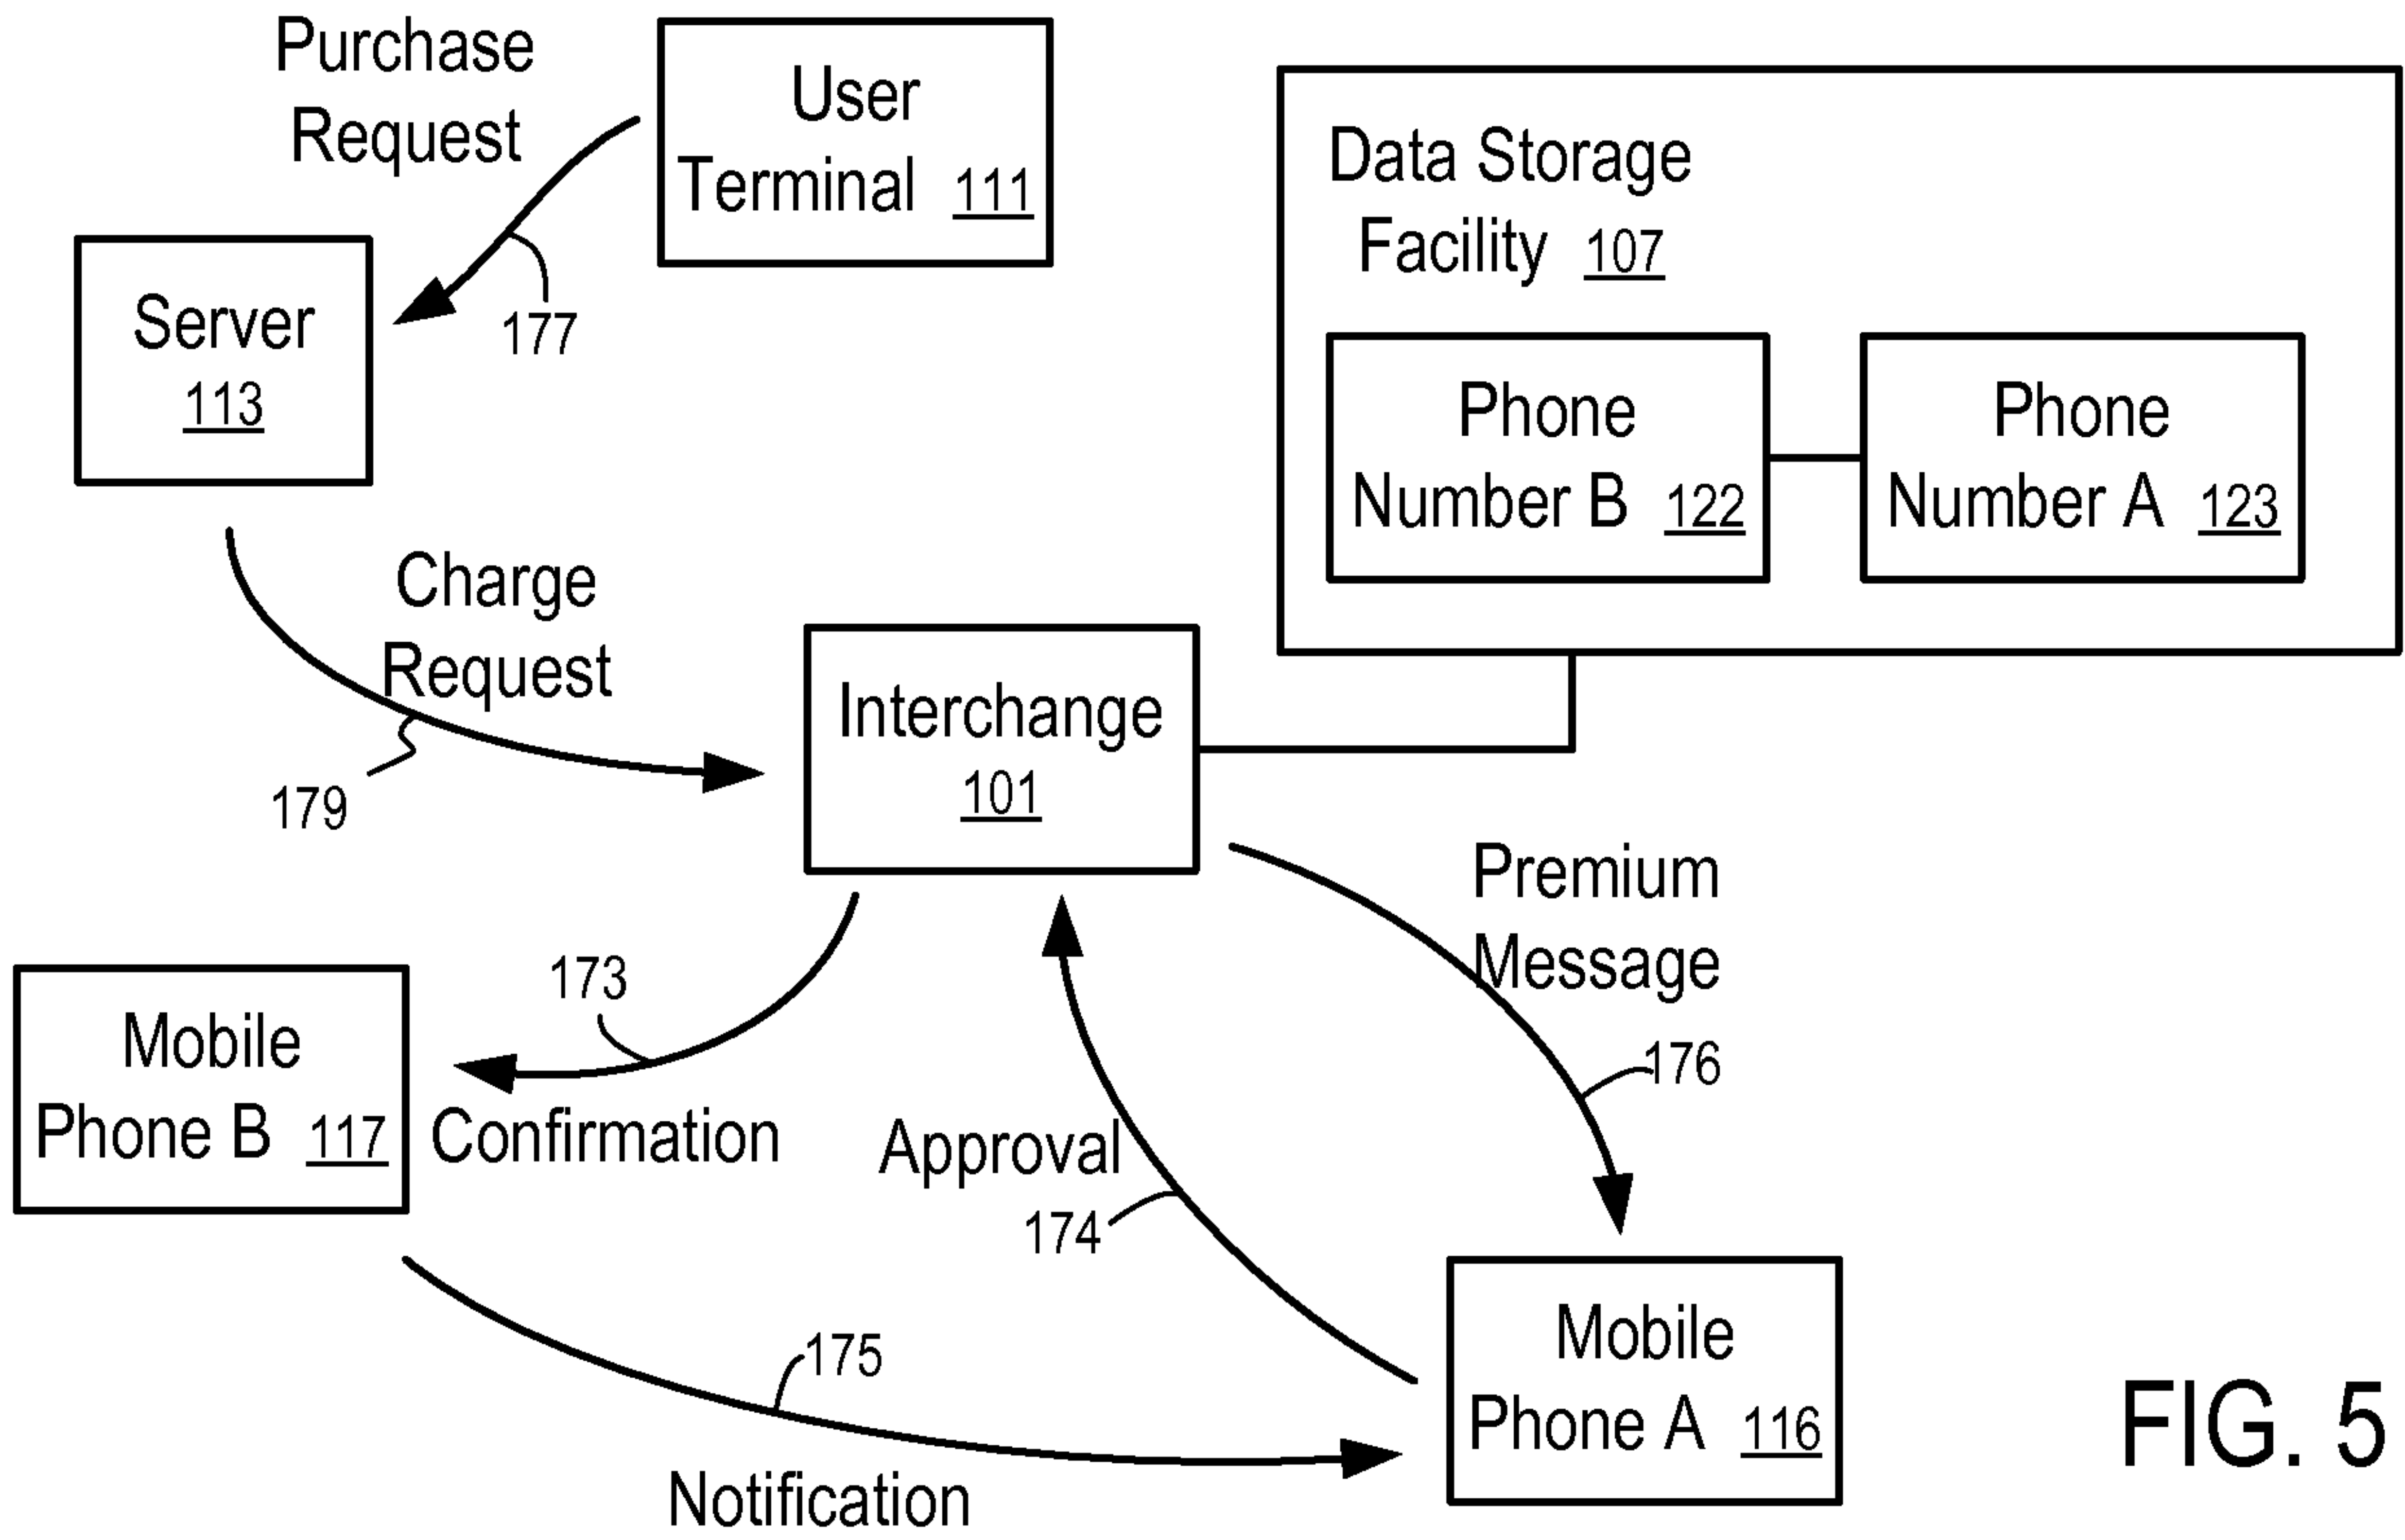 Purchase
Request
User
Terminal 111
177
Server
113
Data Storage
Facility 107
Phone
Number B 122
Phone
Number A 123
Charge
Request
179
Interchange
101
Premium
Message
176
173
Mobile
Phone B 117
Confirmation
Approval
174
175
Notification
Mobile
Phone A 116
FIG. 5